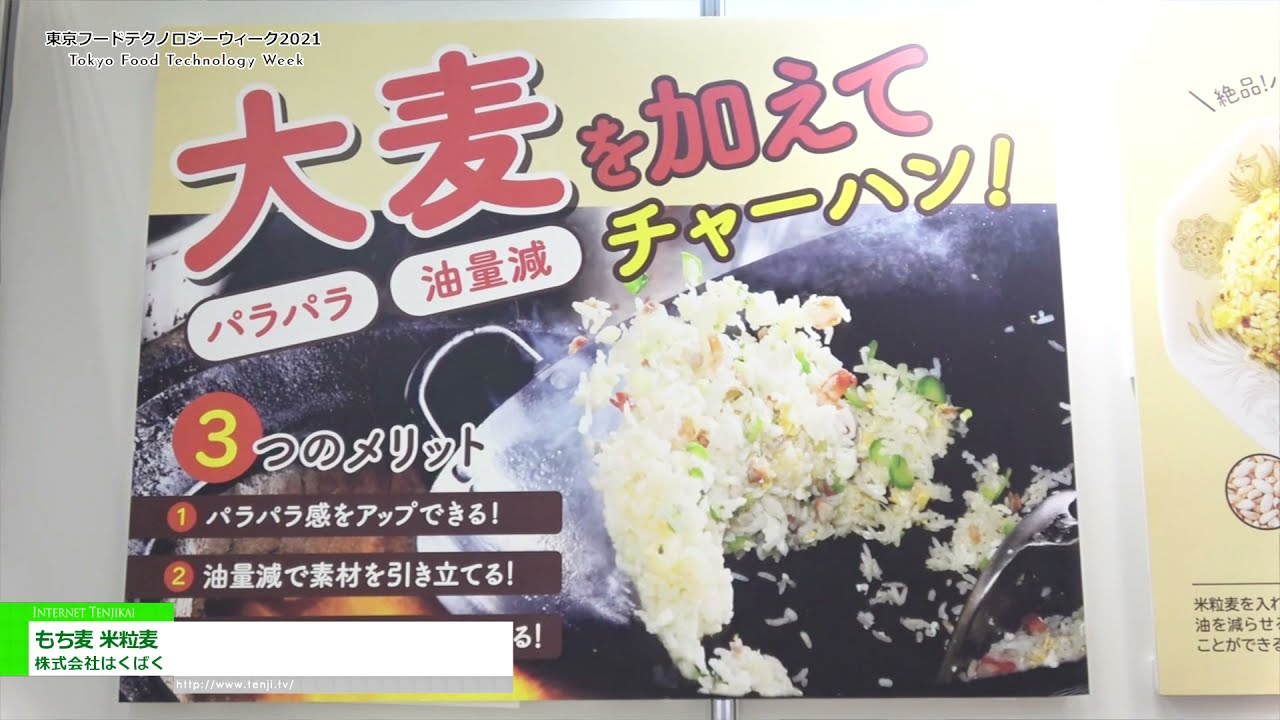 東京フードテクノロジーウィーク2021
Tokyo Food Technology Week
大麦を加えて
チャーハン!
パラパラ
油量減
3つのメリット
1 パラパラ感をアップできる!
2 油量減で素材を引き立てる!
る!
絶品!
米粒麦を入れ
油を減らせる
ことができる
INTERNET TENJIKAI
もち麦 米粒麦
株式会社はくばく
http://www.tenji.tv/